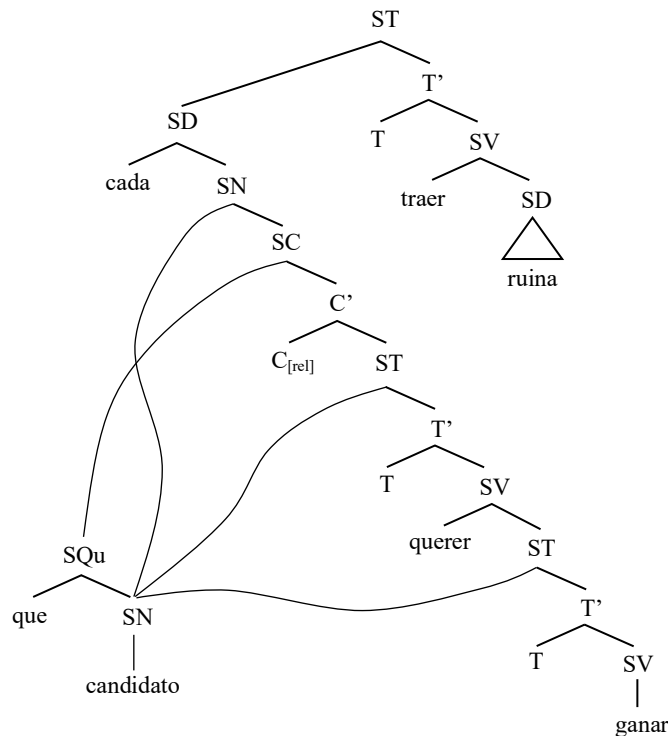 ST
T’
SD T SV
cada SN traer SD
SC ruina
C’
C[rel] ST
T’
T SV
querer ST
SQu
que SN T’
T SV
candidato
ganar